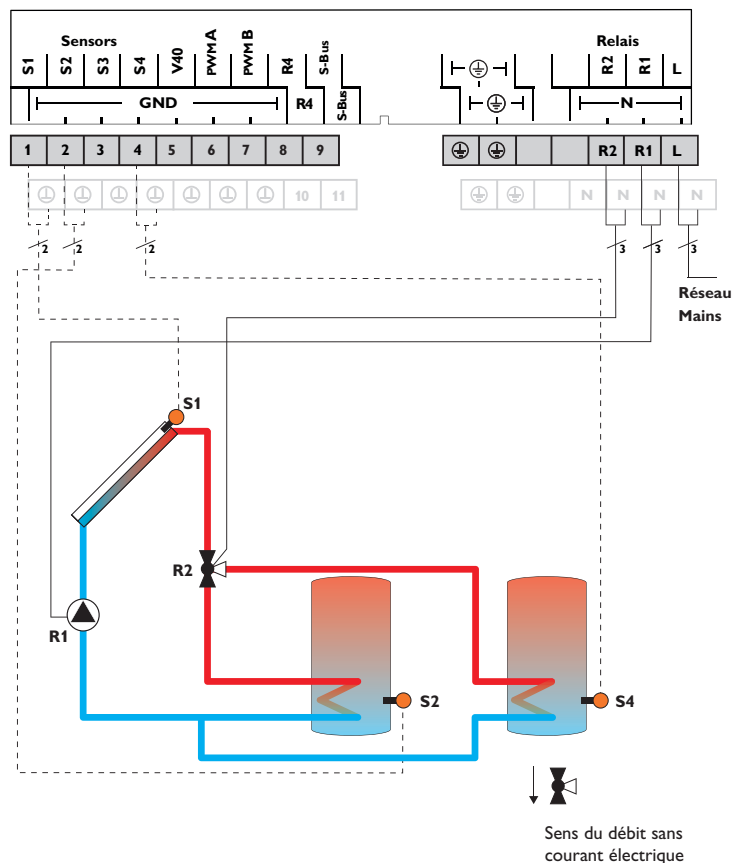 Sensors
Relais
S1 S2 S3 S4 V40 PWM A PWM B R4 S-Bus
R2 R1 L
GND
R4
S-Bus
N
1 2 3 4 5 6 7 8 9
R2 R1 L
10 11
N N N N
2 2 2
3 3 3
Réseau
Mains
S1
R2
R1
S2
S4
Sens du débit sans
courant électrique